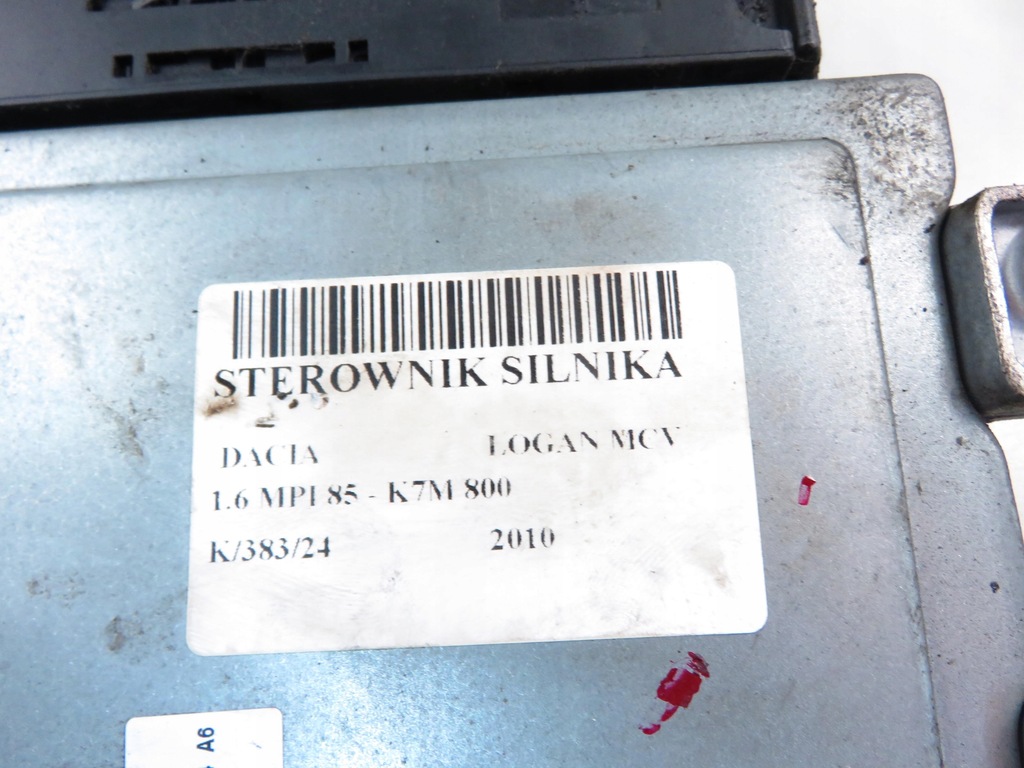 STEROWNIK SILNIKA
DACIA LOGAN MCV
1.6 MPI 85 - K7M 800
K/383/24 2010
A6